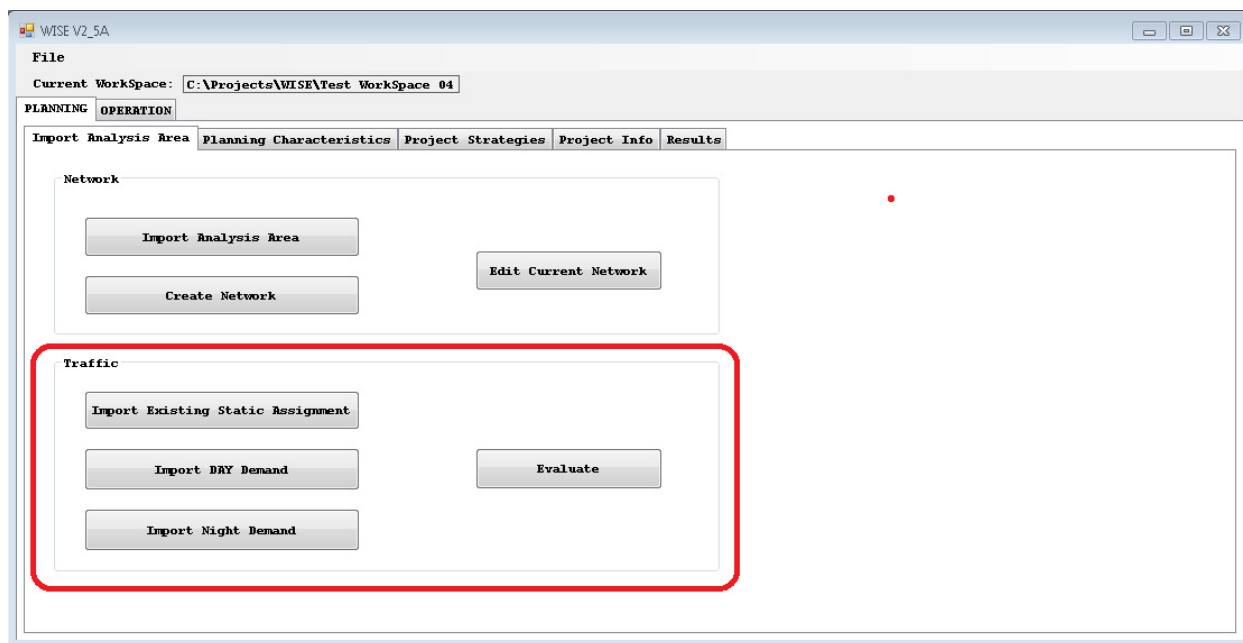 WISE V2_5A
File
Current WorkSpace: C:\Projects\WISE\Test WorkSpace 04
PLANNING OPERATION
Import Analysis Area Planning Characteristics Project Strategies Project Info Results
Network
Import Analysis Area
Edit Current Network
Create Network
Traffic
Import Existing Static Assignment
Import DAY Demand
Evaluate
Import Night Demand